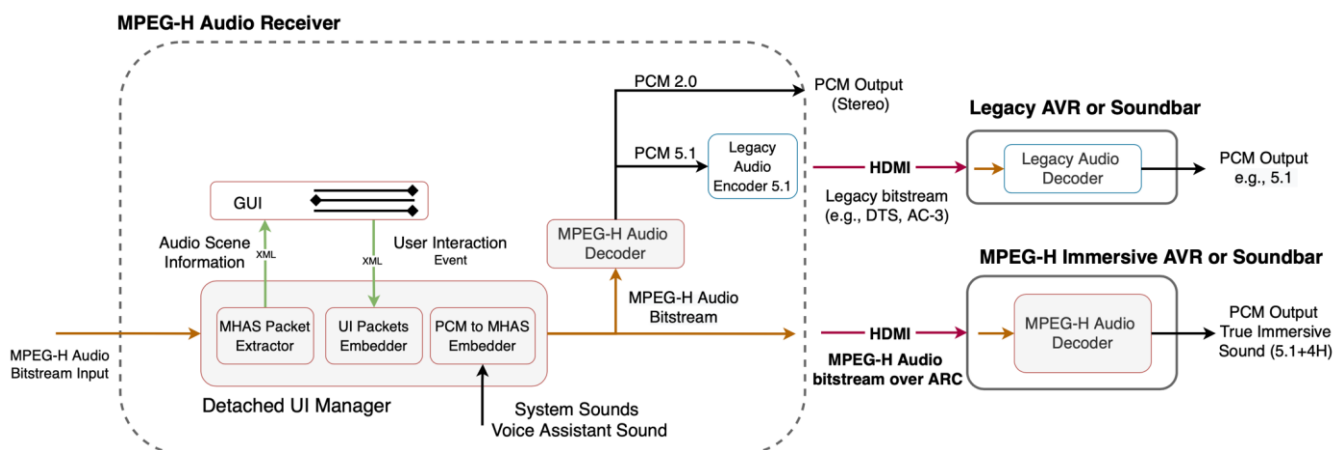 MPEG-H Audio Receiver
PCM 2.0
PCM Output
(Stereo)
PCM 5.1
Legacy
Audio
Encoder 5.1
HDMI
Legacy bitstream
(e.g., DTS, AC-3)
Legacy AVR or Soundbar
Legacy Audio
Decoder
PCM Output
e.g., 5.1
GUI
Audio Scene
Information
XML
XML
User Interaction
Event
MPEG-H Audio
Decoder
MPEG-H Audio
Bitstream
MPEG-H Audio
Bitstream Input
MHAS Packet
Extractor
UI Packets
Embedder
PCM to MHAS
Embedder
Detached UI Manager
System Sounds
Voice Assistant Sound
HDMI
MPEG-H Audio
bitstream over ARC
MPEG-H Immersive AVR or Soundbar
MPEG-H Audio
Decoder
PCM Output
True Immersive
Sound (5.1+4H)